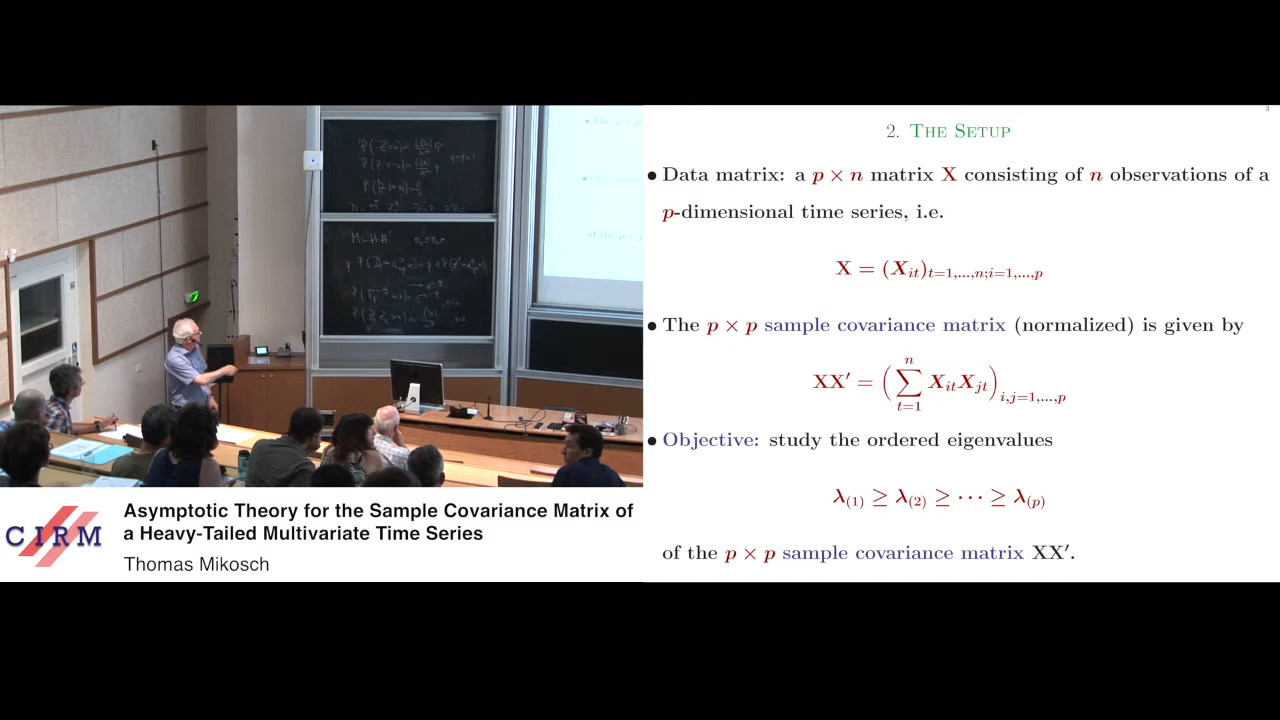 3
2. THE SETUP
• Data matrix: a p × n matrix X consisting of n observations of a
p-dimensional time series, i.e.
X = (X_{it})_{t=1,...,n;i=1,...,p}
• The p × p sample covariance matrix (normalized) is given by
XX′ = ( ∑_{t=1}^{n} X_{it}X_{jt} )_{i,j=1,...,p}
• Objective: study the ordered eigenvalues
λ_{(1)} ≥ λ_{(2)} ≥ ⋯ ≥ λ_{(p)}
of the p × p sample covariance matrix XX′.
CIRM
Asymptotic Theory for the Sample Covariance Matrix of
a Heavy-Tailed Multivariate Time Series
Thomas Mikosch